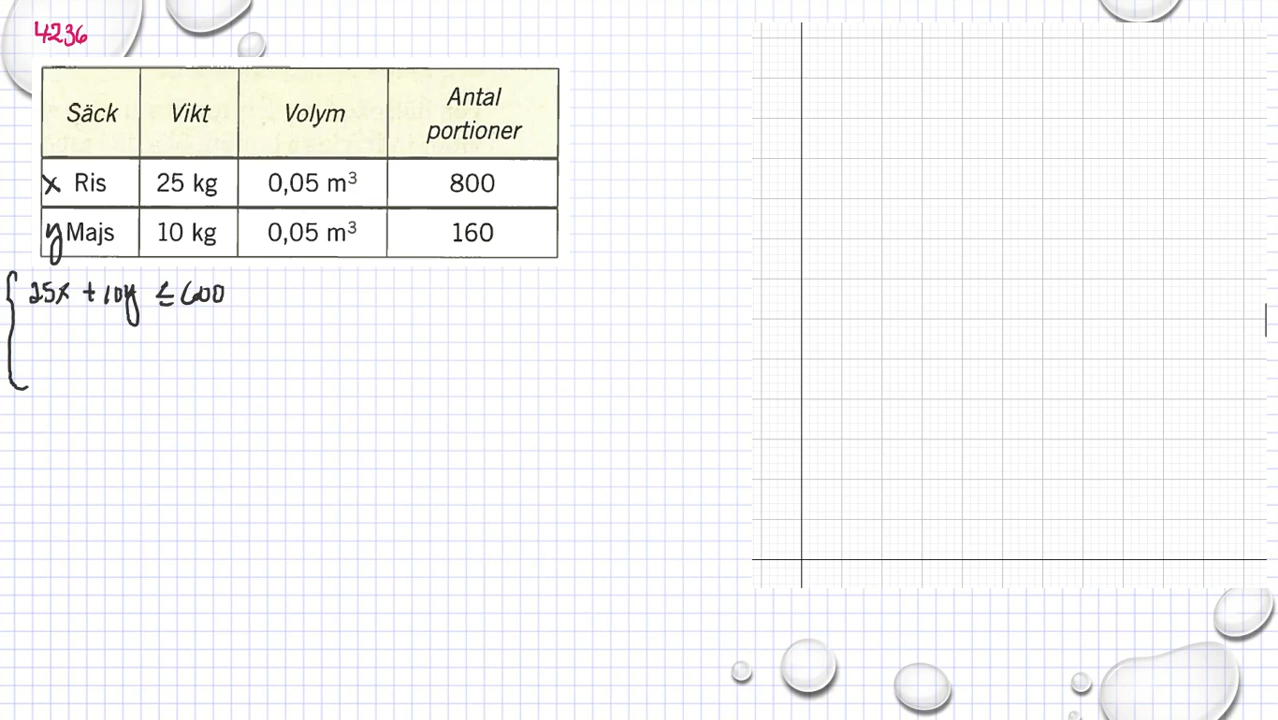 4236
Säck Vikt Volym Antal portioner
x Ris 25 kg 0,05 m³ 800
y Majs 10 kg 0,05 m³ 160
25x + 10y ≤ 600